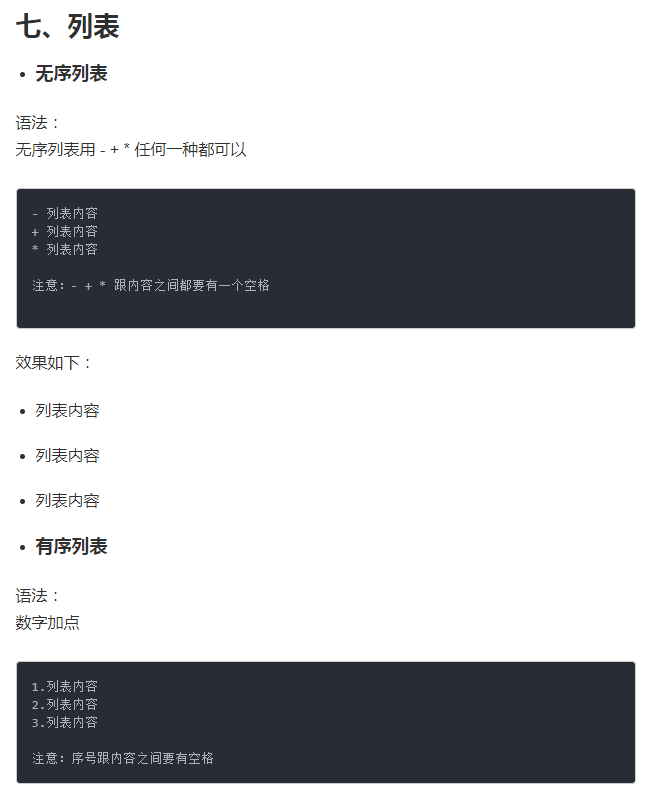 七、列表
• 无序列表
语法：
无序列表用 - + * 任何一种都可以
- 列表内容
+ 列表内容
* 列表内容
注意：- + * 跟内容之间都要有一个空格
效果如下：
• 列表内容
• 列表内容
• 列表内容
• 有序列表
语法：
数字加点
1.列表内容
2.列表内容
3.列表内容
注意：序号跟内容之间要有空格